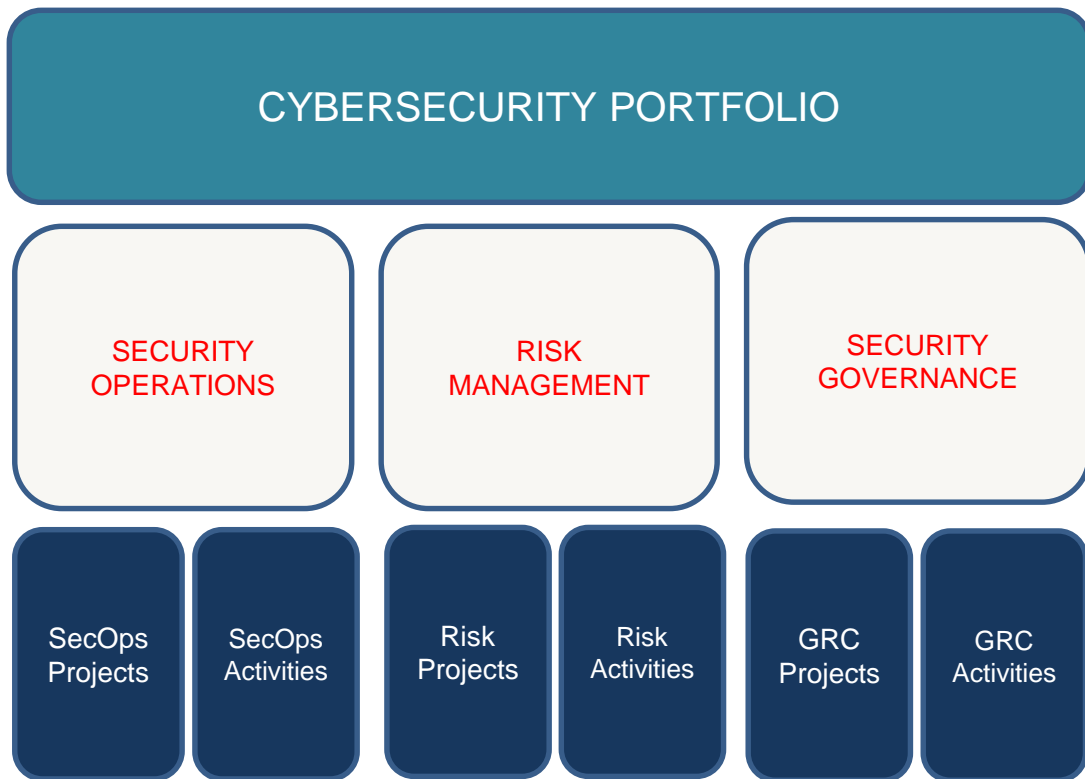 CYBERSECURITY PORTFOLIO
SECURITY
OPERATIONS
RISK
MANAGEMENT
SECURITY
GOVERNANCE
SecOps
Projects
SecOps
Activities
Risk
Projects
Risk
Activities
GRC
Projects
GRC
Activities